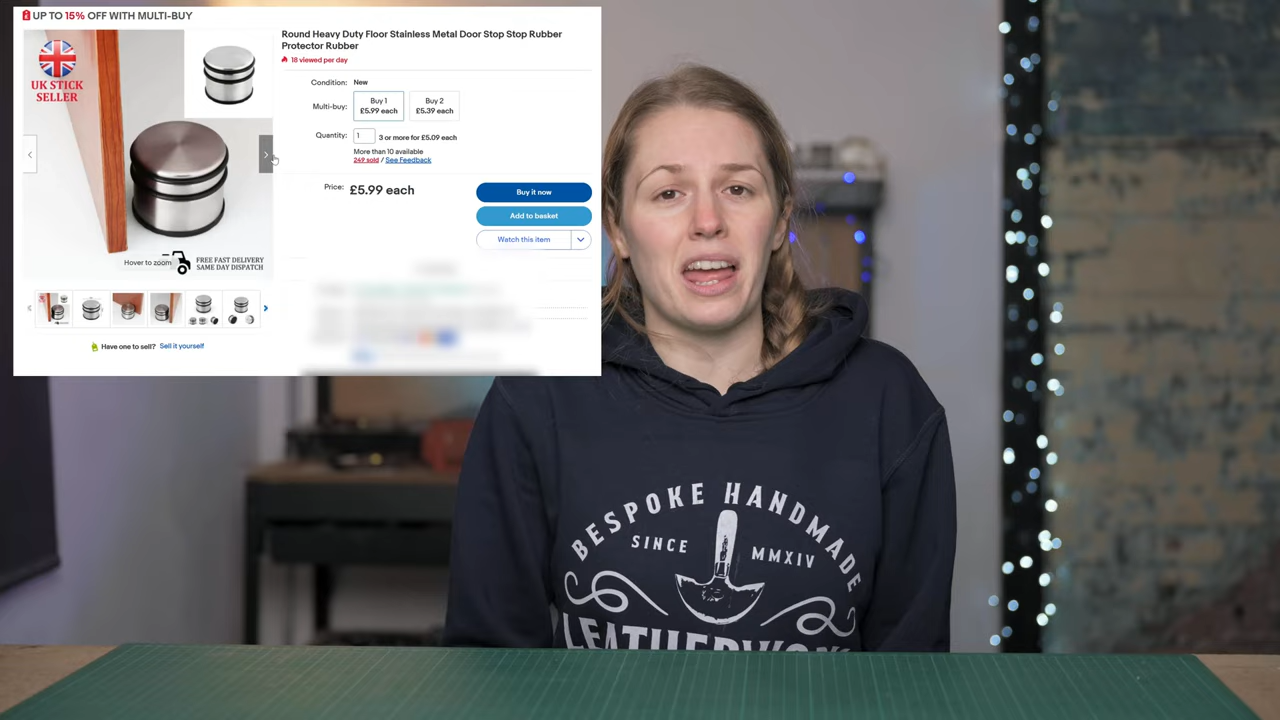 UP TO 15% OFF WITH MULTI-BUY
UK STICK
SELLER
Hover to zoom
FREE FAST DELIVERY
SAME DAY DISPATCH
Have one to sell? Sell it yourself
Round Heavy Duty Floor Stainless Metal Door Stop Stop Rubber
Protector Rubber
18 viewed per day
Condition: New
Multi-buy:
Buy 1
£5.99 each
Buy 2
£5.39 each
Quantity: 1 3 or more for £5.09 each
More than 10 available
249 sold / See Feedback
Price: £5.99 each
Buy it now
Add to basket
Watch this item
BESPOKE HANDMADE
SINCE MMXIV